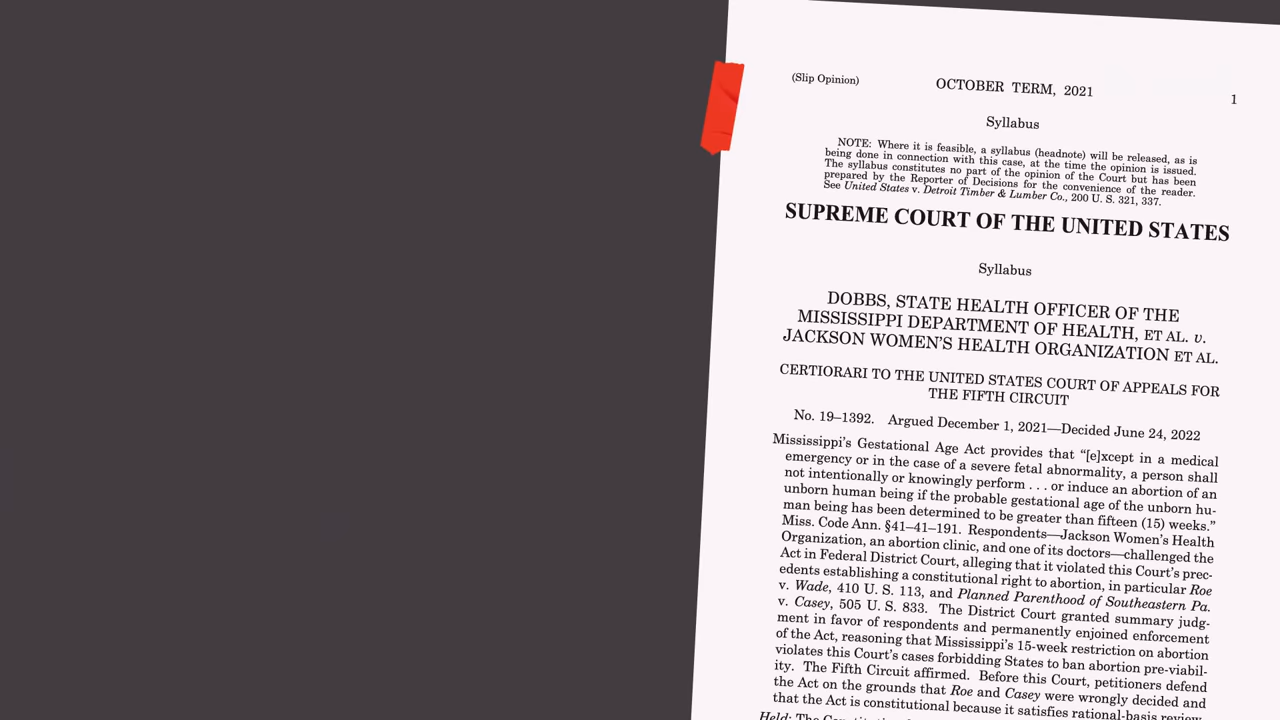 (Slip Opinion)
OCTOBER TERM, 2021
1
Syllabus
NOTE: Where it is feasible, a syllabus (headnote) will be released, as is
being done in connection with this case, at the time the opinion is issued.
The syllabus constitutes no part of the opinion of the Court but has been
prepared by the Reporter of Decisions for the convenience of the reader.
See United States v. Detroit Timber & Lumber Co., 200 U. S. 321, 337.
SUPREME COURT OF THE UNITED STATES
Syllabus
DOBBS, STATE HEALTH OFFICER OF THE
MISSISSIPPI DEPARTMENT OF HEALTH, ET AL. v.
JACKSON WOMEN'S HEALTH ORGANIZATION ET AL.
CERTIORARI TO THE UNITED STATES COURT OF APPEALS FOR
THE FIFTH CIRCUIT
No. 19–1392. Argued December 1, 2021—Decided June 24, 2022
Mississippi's Gestational Age Act provides that “[e]xcept in a medical
emergency or in the case of a severe fetal abnormality, a person shall
not intentionally or knowingly perform . . . or induce an abortion of an
unborn human being if the probable gestational age of the unborn hu-
man being has been determined to be greater than fifteen (15) weeks.”
Miss. Code Ann. §41–41–191. Respondents—Jackson Women's Health
Organization, an abortion clinic, and one of its doctors—challenged the
Act in Federal District Court, alleging that it violated this Court's prec-
edents establishing a constitutional right to abortion, in particular Roe
v. Wade, 410 U. S. 113, and Planned Parenthood of Southeastern Pa.
v. Casey, 505 U. S. 833. The District Court granted summary judg-
ment in favor of respondents and permanently enjoined enforcement
of the Act, reasoning that Mississippi's 15-week restriction on abortion
violates this Court's cases forbidding States to ban abortion pre-viabil-
ity. The Fifth Circuit affirmed. Before this Court, petitioners defend
the Act on the grounds that Roe and Casey were wrongly decided and
that the Act is constitutional because it satisfies rational-basis review.
Held: The